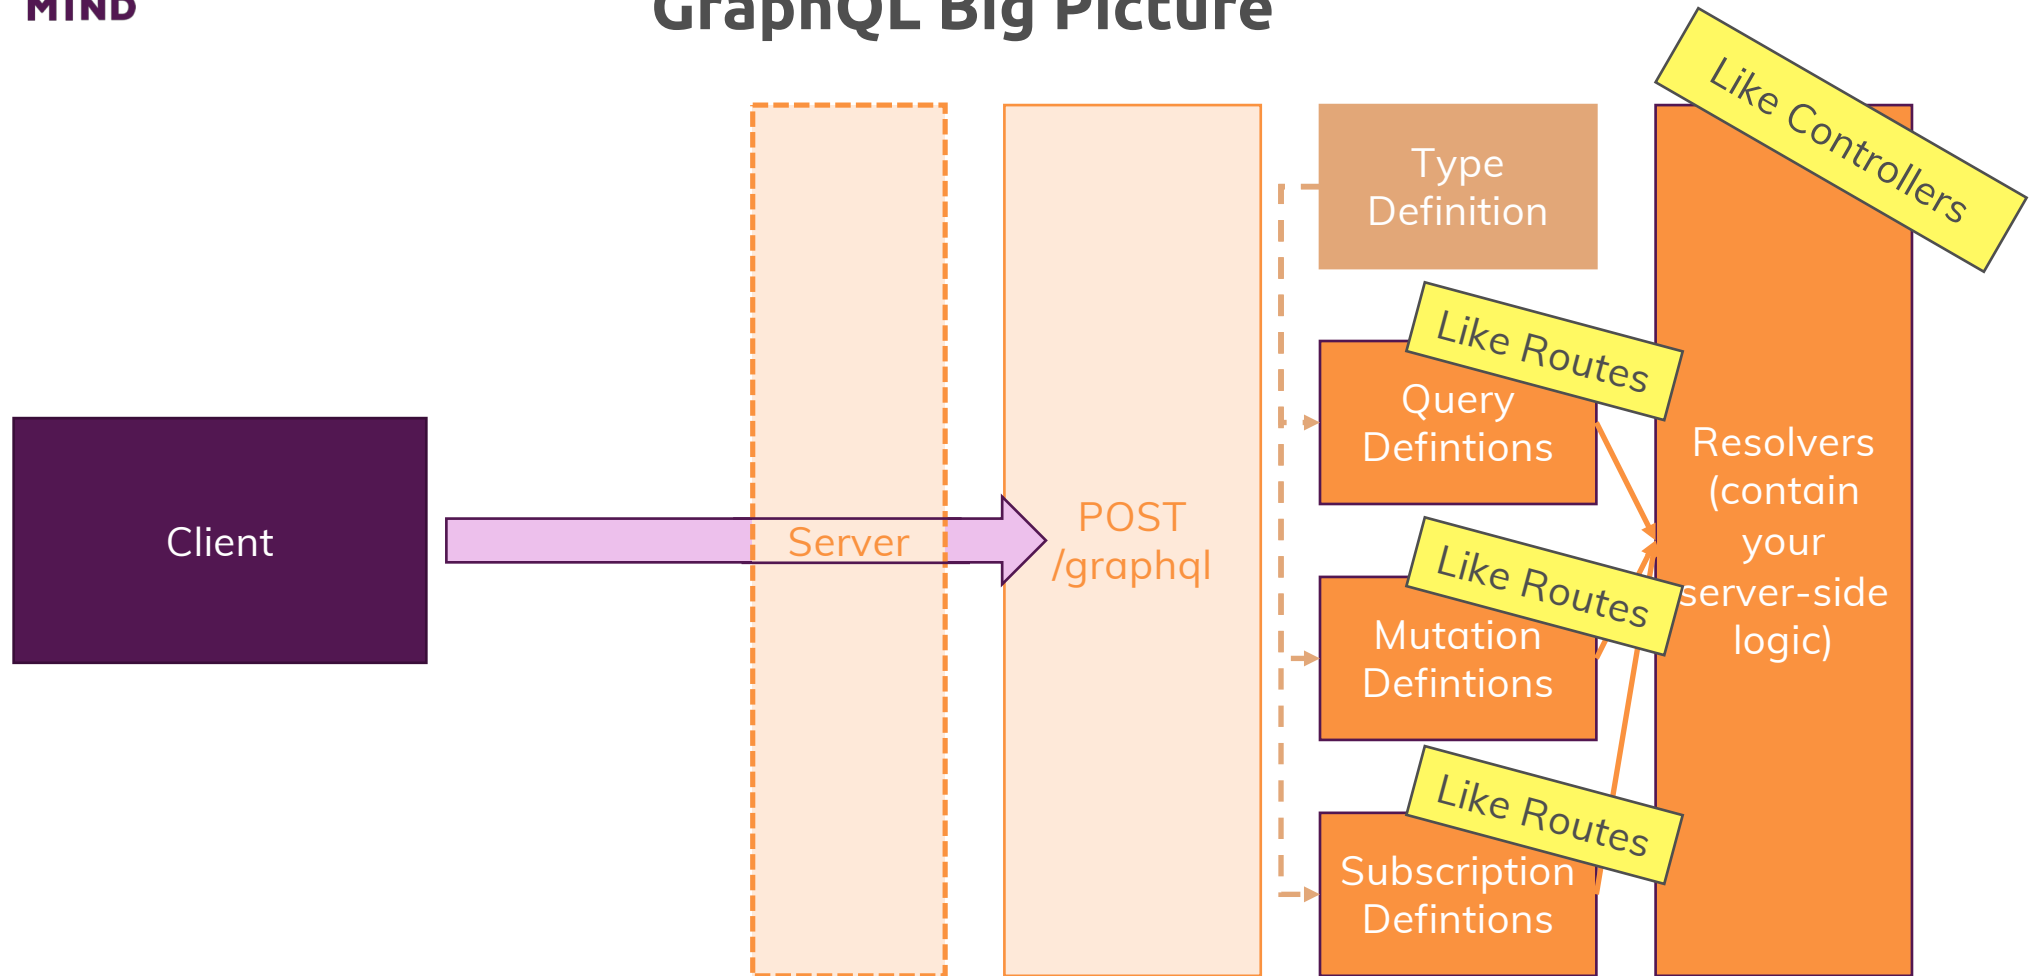 MIND
GraphQL Big Picture
Like Controllers
Type
Definition
Like Routes
Query
Defintions
Client
Server
POST
/graphql
Resolvers
(contain
your
server-side
logic)
Like Routes
Mutation
Defintions
Like Routes
Subscription
Defintions